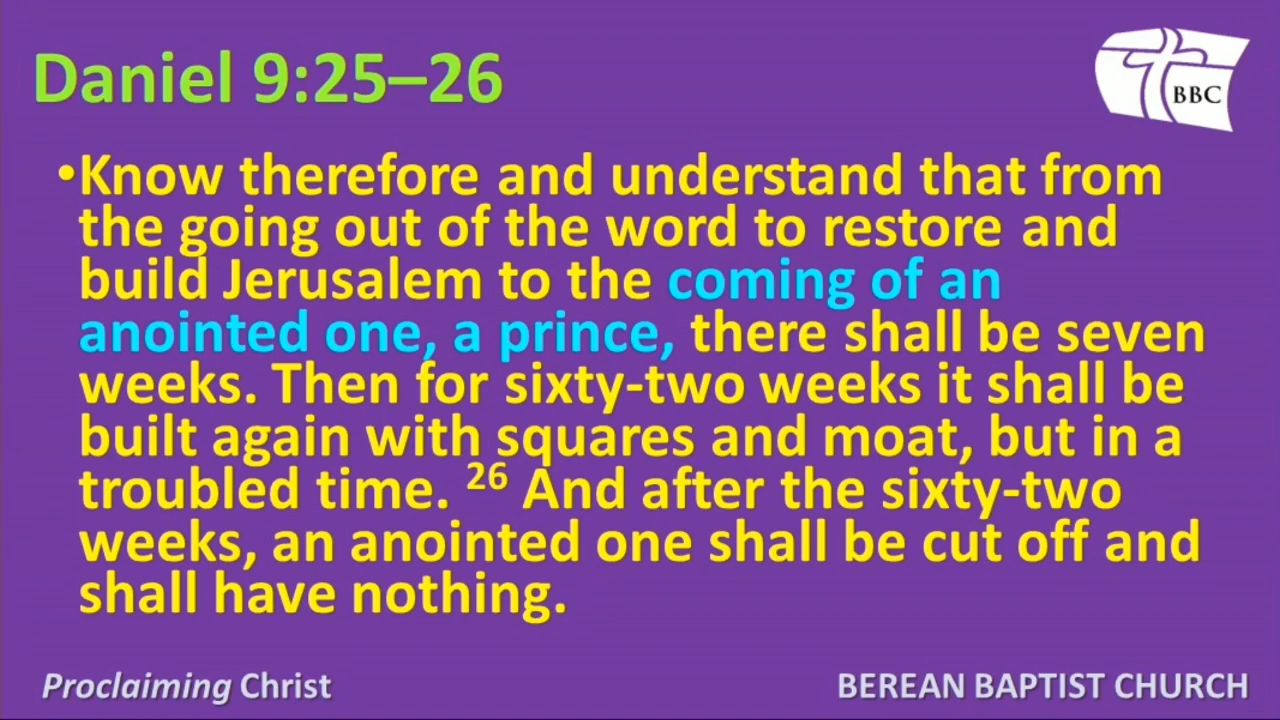 Daniel 9:25–26
BBC
•Know therefore and understand that from
the going out of the word to restore and
build Jerusalem to the coming of an
anointed one, a prince, there shall be seven
weeks. Then for sixty-two weeks it shall be
built again with squares and moat, but in a
troubled time. 26 And after the sixty-two
weeks, an anointed one shall be cut off and
shall have nothing.
Proclaiming Christ
BEREAN BAPTIST CHURCH